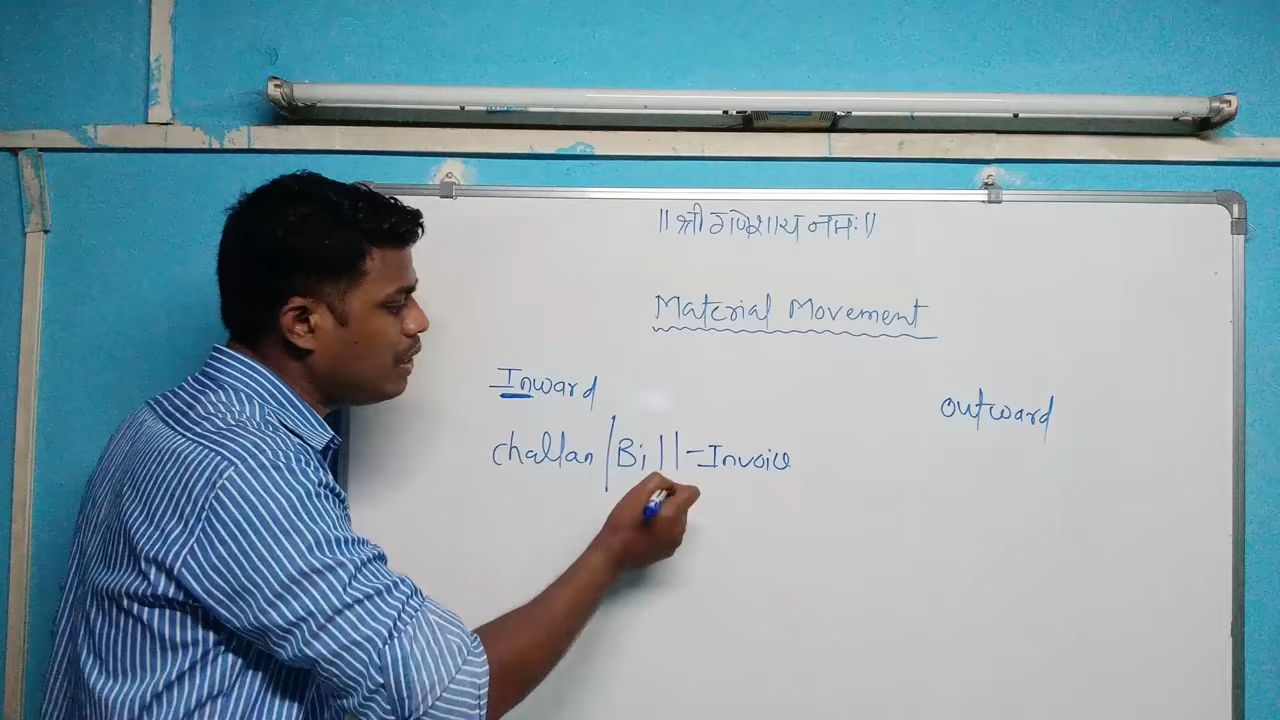 ॥ श्री गणेशाय नमः ॥
Material Movement
Inward
outward
challan | Bill - Invoice